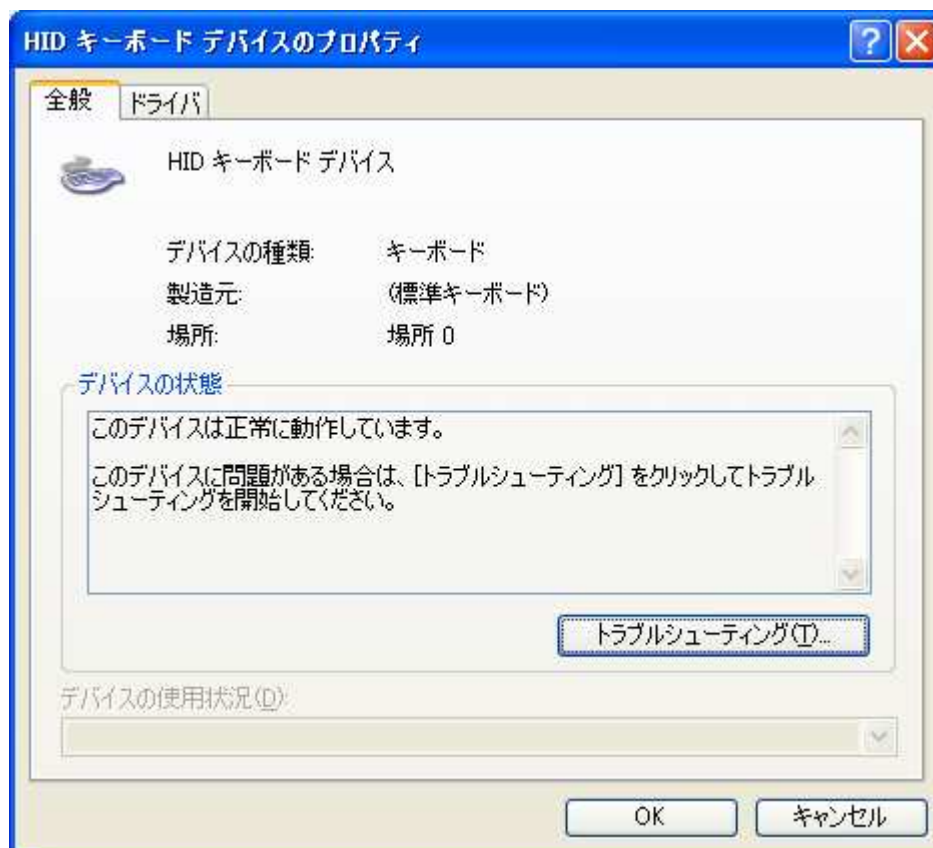 HID キーボード デバイスのプロパティ
全般 ドライバ
HID キーボード デバイス
デバイスの種類: キーボード
製造元: (標準キーボード)
場所: 場所 0
デバイスの状態
このデバイスは正常に動作しています。
このデバイスに問題がある場合は、[トラブルシューティング] をクリックしてトラブル
シューティングを開始してください。
トラブルシューティング(T)...
デバイスの使用状況(D):
OK キャンセル